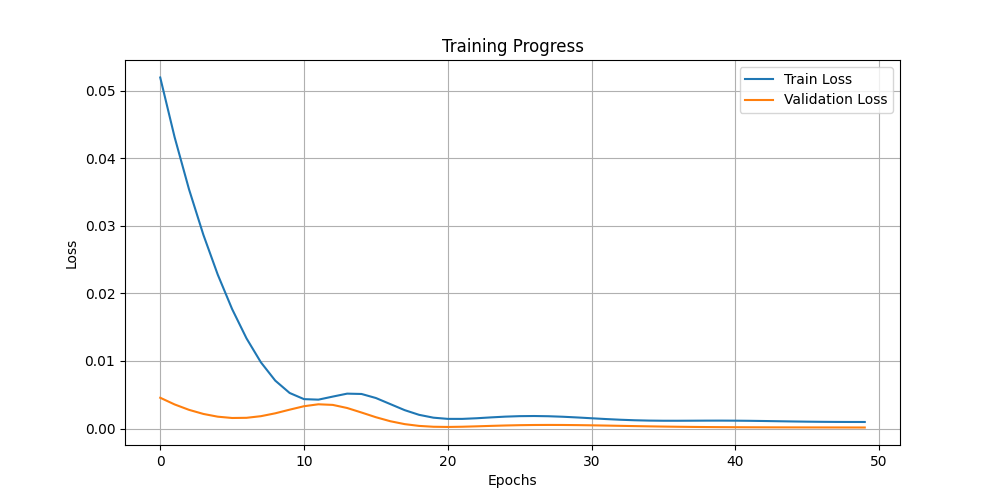 Training Progress
Train Loss
Validation Loss
0.05
0.04
0.03
0.02
0.01
0.00
Loss
0 10 20 30 40 50
Epochs